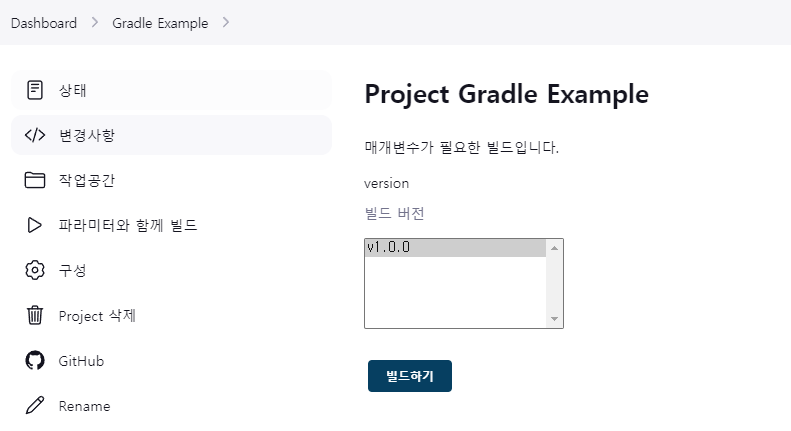 Dashboard > Gradle Example >
상태
변경사항
작업공간
파라미터와 함께 빌드
구성
Project 삭제
GitHub
Rename
Project Gradle Example
매개변수가 필요한 빌드입니다.
version
빌드 버전
v1.0.0
빌드하기